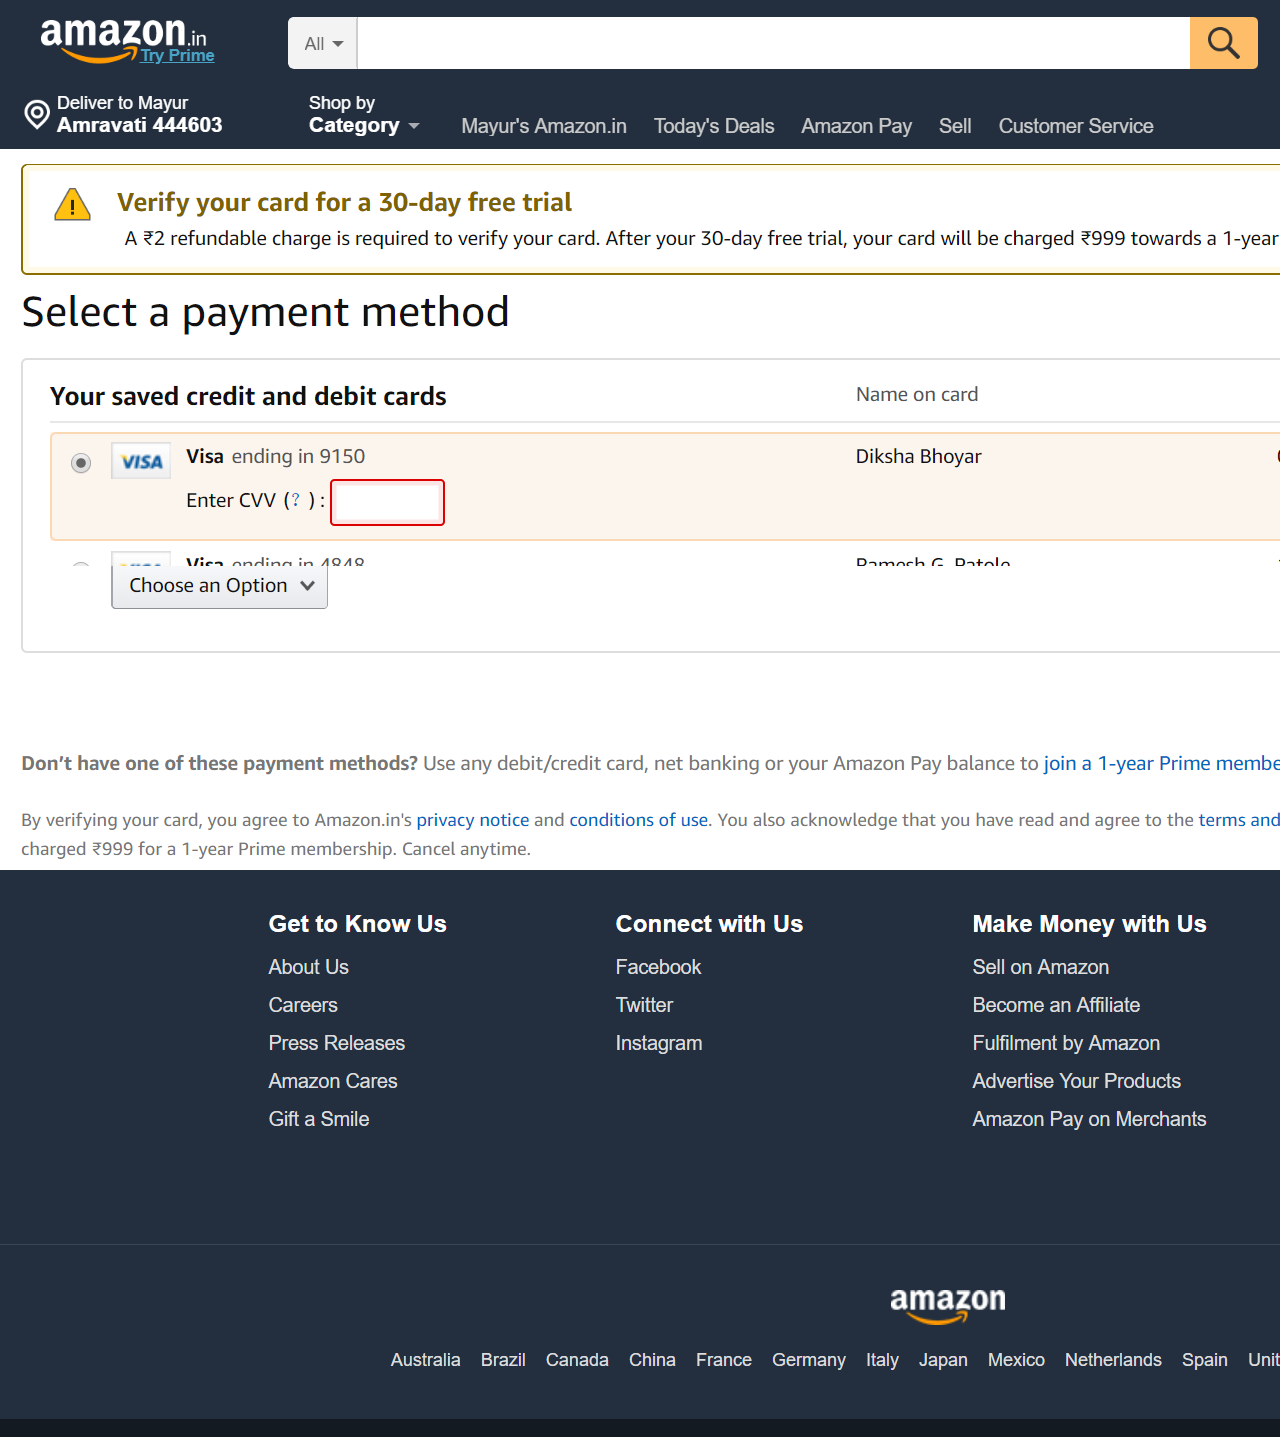 amazon.in
Try Prime
All
Deliver to Mayur
Amravati 444603
Shop by
Category
Mayur's Amazon.in Today's Deals Amazon Pay Sell Customer Service
Verify your card for a 30-day free trial
A ₹2 refundable charge is required to verify your card. After your 30-day free trial, your card will be charged ₹999 towards a 1-year
Select a payment method
Your saved credit and debit cards Name on card
VISA Visa ending in 9150 Diksha Bhoyar
Enter CVV (? ) :
Visa ending in 4848 Ramesh G. Patole
Choose an Option
Don’t have one of these payment methods? Use any debit/credit card, net banking or your Amazon Pay balance to join a 1-year Prime membe
By verifying your card, you agree to Amazon.in's privacy notice and conditions of use. You also acknowledge that you have read and agree to the terms and
charged ₹999 for a 1-year Prime membership. Cancel anytime.
Get to Know Us
About Us
Careers
Press Releases
Amazon Cares
Gift a Smile
Connect with Us
Facebook
Twitter
Instagram
Make Money with Us
Sell on Amazon
Become an Affiliate
Fulfilment by Amazon
Advertise Your Products
Amazon Pay on Merchants
amazon
Australia Brazil Canada China France Germany Italy Japan Mexico Netherlands Spain Unit